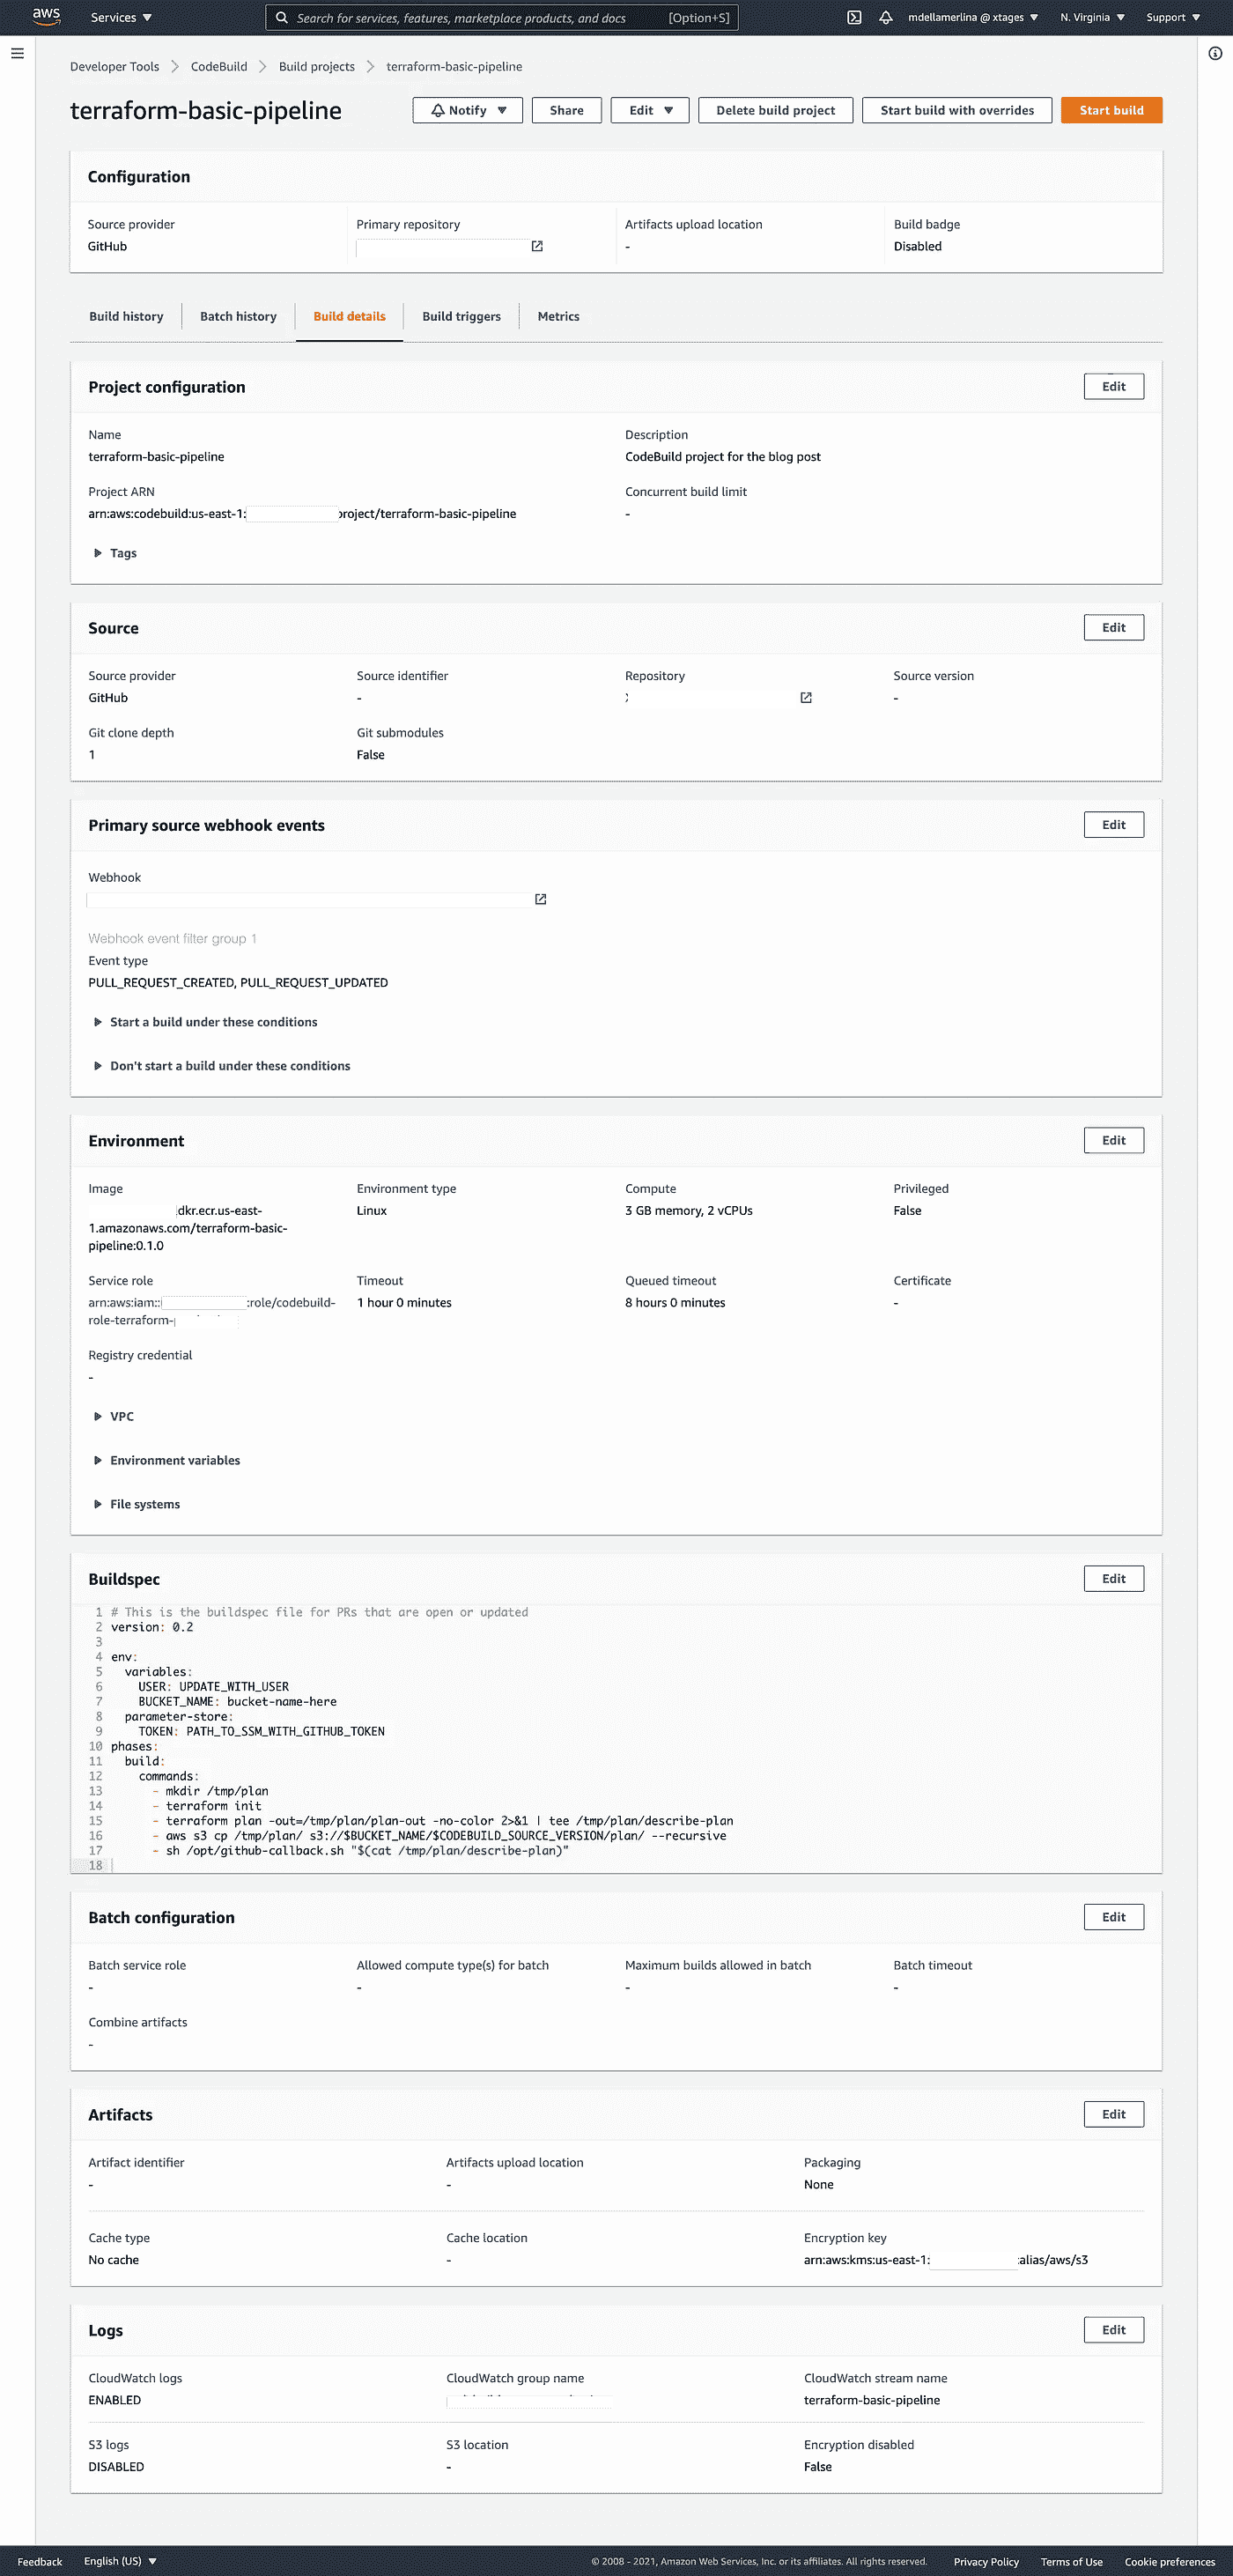 aws Services Search for services, features, marketplace products, and docs [Option+S] mdellamerlina @ xtages N. Virginia Support
Developer Tools CodeBuild Build projects terraform-basic-pipeline
terraform-basic-pipeline Notify Share Edit Delete build project Start build with overrides Start build
Configuration
Source provider Primary repository Artifacts upload location Build badge
GitHub - Disabled
Build history Batch history Build details Build triggers Metrics
Project configuration Edit
Name Description
terraform-basic-pipeline CodeBuild project for the blog post
Project ARN Concurrent build limit
arn:aws:codebuild:us-east-1: project/terraform-basic-pipeline -
Tags
Source Edit
Source provider Source identifier Repository Source version
GitHub - -
Git clone depth Git submodules
1 False
Primary source webhook events Edit
Webhook
Webhook event filter group 1
Event type
PULL_REQUEST_CREATED, PULL_REQUEST_UPDATED
Start a build under these conditions
Don't start a build under these conditions
Environment Edit
Image Environment type Compute Privileged
dkr.ecr.us-east- Linux 3 GB memory, 2 vCPUs False
1.amazonaws.com/terraform-basic-
pipeline:0.1.0
Service role Timeout Queued timeout Certificate
arn:aws:iam:: :role/codebuild- 1 hour 0 minutes 8 hours 0 minutes -
role-terraform-
Registry credential
-
VPC
Environment variables
File systems
Buildspec Edit
1 # This is the buildspec file for PRs that are open or updated
2 version: 0.2
3
4 env:
5 variables:
6 USER: UPDATE_WITH_USER
7 BUCKET_NAME: bucket-name-here
8 parameter-store:
9 TOKEN: PATH_TO_SSM_WITH_GITHUB_TOKEN
10 phases:
11 build:
12 commands:
13 - mkdir /tmp/plan
14 - terraform init
15 - terraform plan -out=/tmp/plan/plan-out -no-color 2>&1 | tee /tmp/plan/describe-plan
16 - aws s3 cp /tmp/plan/ s3://$BUCKET_NAME/$CODEBUILD_SOURCE_VERSION/plan/ --recursive
17 - sh /opt/github-callback.sh "$(cat /tmp/plan/describe-plan)"
18
Batch configuration Edit
Batch service role Allowed compute type(s) for batch Maximum builds allowed in batch Batch timeout
- - - -
Combine artifacts
-
Artifacts Edit
Artifact identifier Artifacts upload location Packaging
- - None
Cache type Cache location Encryption key
No cache - arn:aws:kms:us-east-1: :alias/aws/s3
Logs Edit
CloudWatch logs CloudWatch group name CloudWatch stream name
ENABLED terraform-basic-pipeline
S3 logs S3 location Encryption disabled
DISABLED - False
Feedback English (US) © 2008 - 2021, Amazon Web Services, Inc. or its affiliates. All rights reserved. Privacy Policy Terms of Use Cookie preferences